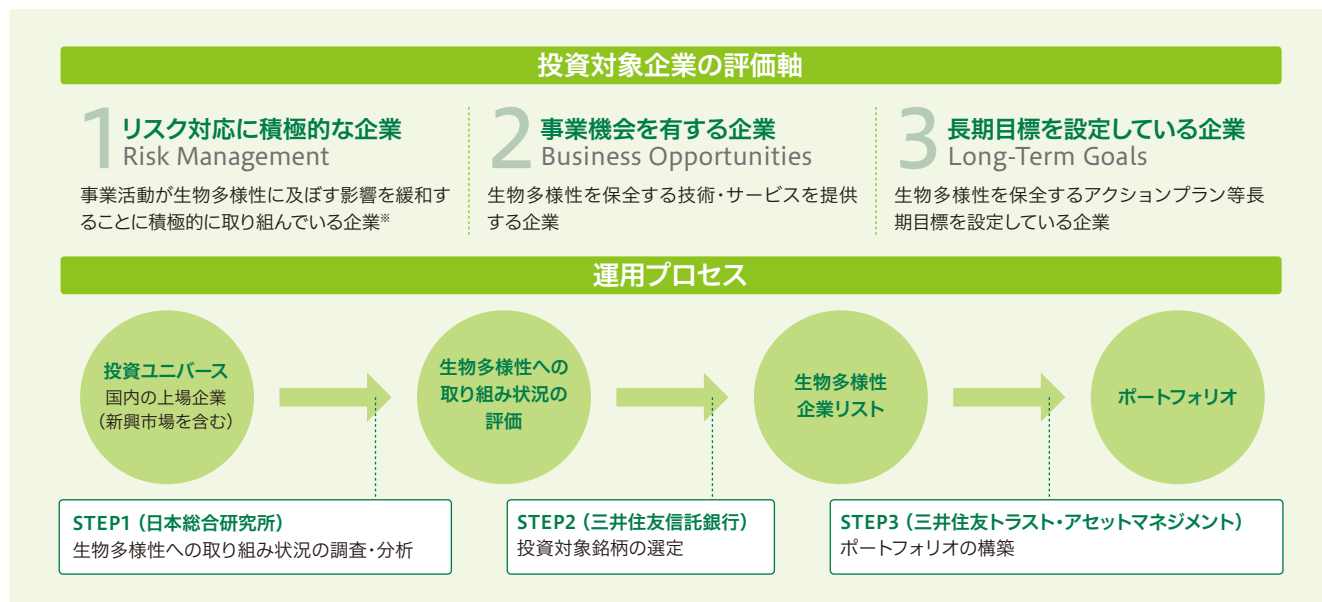 投資対象企業の評価軸
1 リスク対応に積極的な企業
Risk Management
事業活動が生物多様性に及ぼす影響を緩和す
ることに積極的に取り組んでいる企業※
2 事業機会を有する企業
Business Opportunities
生物多様性を保全する技術・サービスを提供
する企業
3 長期目標を設定している企業
Long-Term Goals
生物多様性を保全するアクションプラン等長
期目標を設定している企業
運用プロセス
投資ユニバース
国内の上場企業
（新興市場を含む）
生物多様性への
取り組み状況の
評価
生物多様性
企業リスト
ポートフォリオ
STEP1（日本総合研究所）
生物多様性への取り組み状況の調査・分析
STEP2（三井住友信託銀行）
投資対象銘柄の選定
STEP3（三井住友トラスト・アセットマネジメント）
ポートフォリオの構築